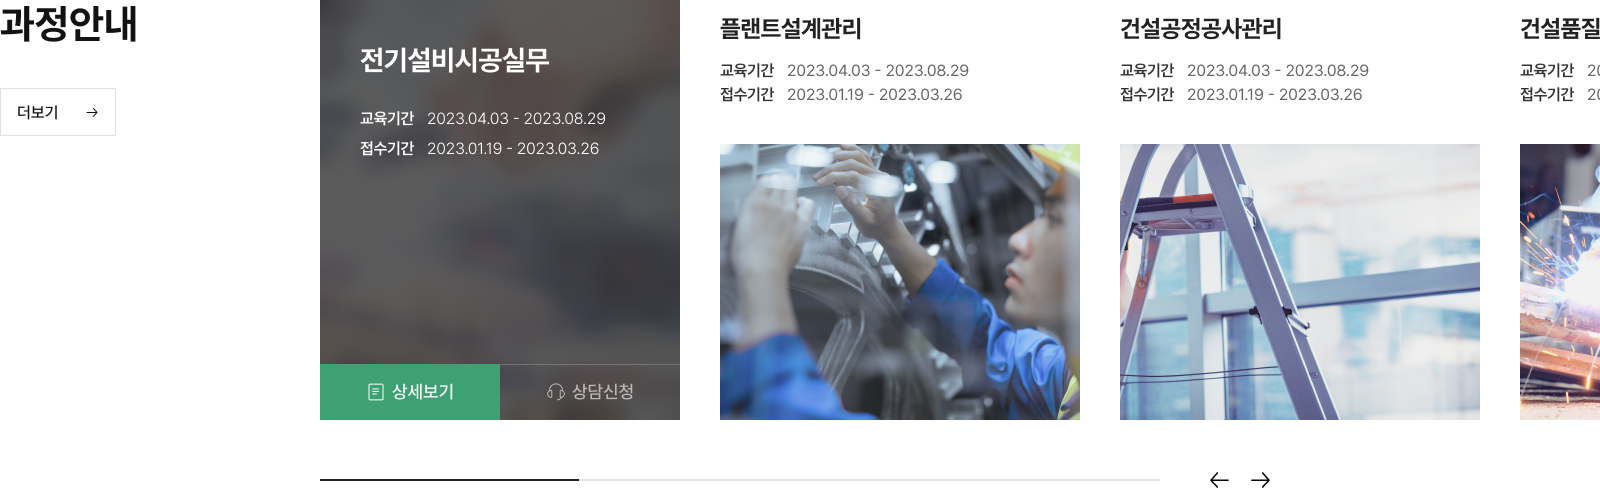 과정안내
더보기
전기설비시공실무
교육기간 2023.04.03 - 2023.08.29
접수기간 2023.01.19 - 2023.03.26
상세보기
상담신청
플랜트설계관리
교육기간 2023.04.03 - 2023.08.29
접수기간 2023.01.19 - 2023.03.26
건설공정공사관리
교육기간 2023.04.03 - 2023.08.29
접수기간 2023.01.19 - 2023.03.26
건설품질
교육기간
접수기간